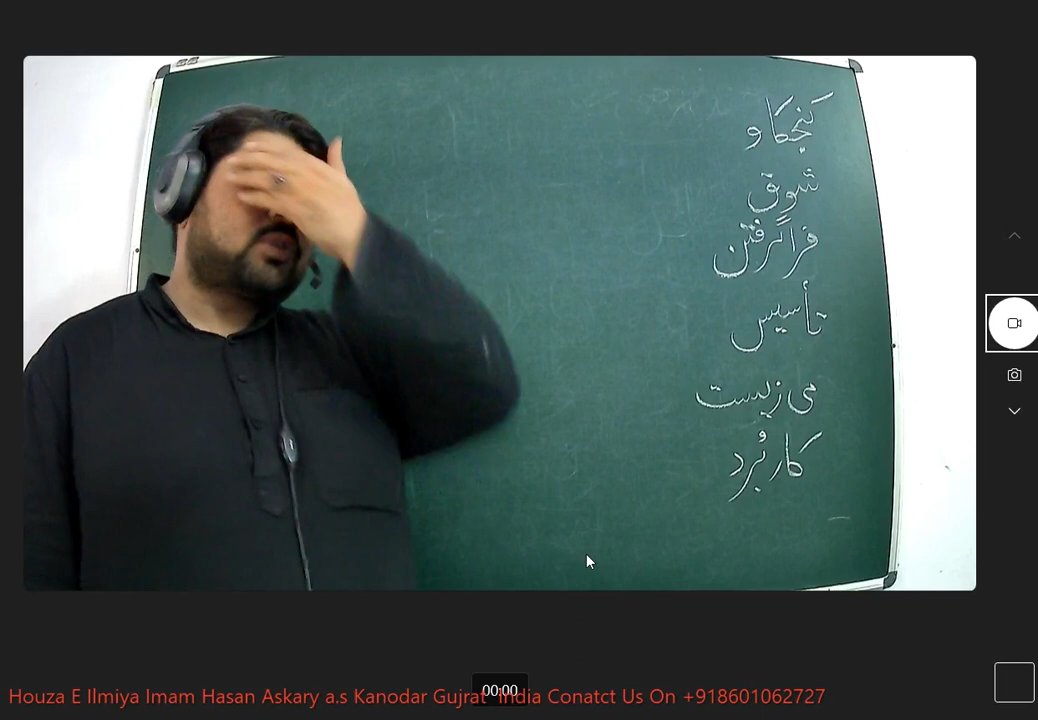 کنجکاو
شوق
فراگرفتن
تأسیس
می زیست
کاربُرد
00:00
Houza E Ilmiya Imam Hasan Askary a.s Kanodar Gujrat India Conatct Us On +918601062727